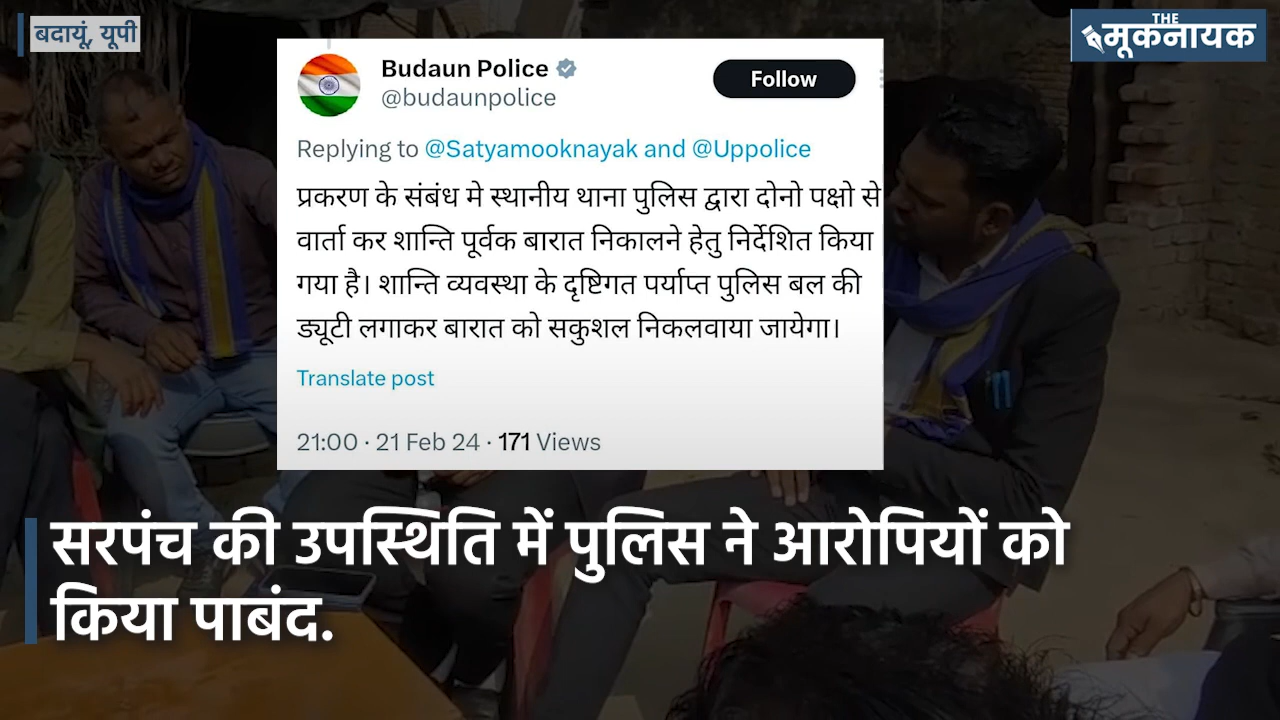 बदायूं, यूपी
THE
मूकनायक
Budaun Police
Follow
@budaunpolice
Replying to @Satyamooknayak and @Uppolice
प्रकरण के संबंध मे स्थानीय थाना पुलिस द्वारा दोनो पक्षो से
वार्ता कर शान्ति पूर्वक बारात निकालने हेतु निर्देशित किया
गया है। शान्ति व्यवस्था के दृष्टिगत पर्याप्त पुलिस बल की
ड्यूटी लगाकर बारात को सकुशल निकलवाया जायेगा।
Translate post
21:00 · 21 Feb 24 · 171 Views
सरपंच की उपस्थिति में पुलिस ने आरोपियों को
किया पाबंद.